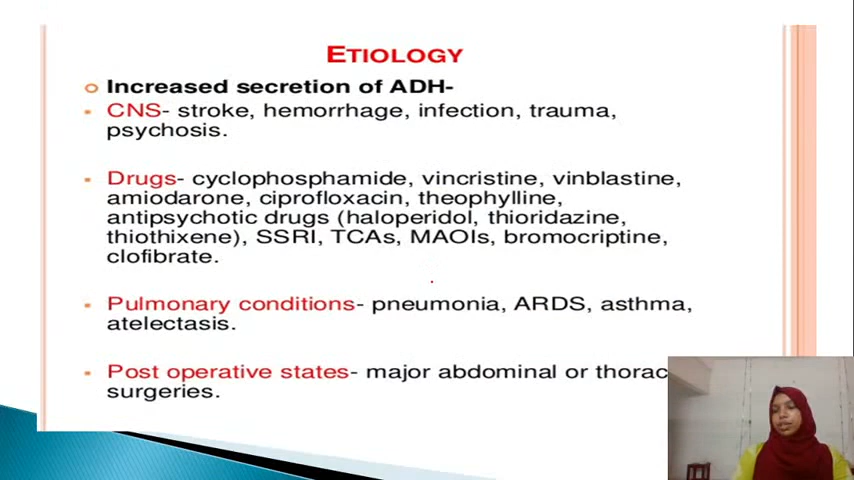 ETIOLOGY
Increased secretion of ADH-
CNS- stroke, hemorrhage, infection, trauma,
psychosis.
Drugs- cyclophosphamide, vincristine, vinblastine,
amiodarone, ciprofloxacin, theophylline,
antipsychotic drugs (haloperidol, thioridazine,
thiothixene), SSRI, TCAs, MAOIs, bromocriptine,
clofibrate.
Pulmonary conditions- pneumonia, ARDS, asthma,
atelectasis.
Post operative states- major abdominal or thorac
surgeries.